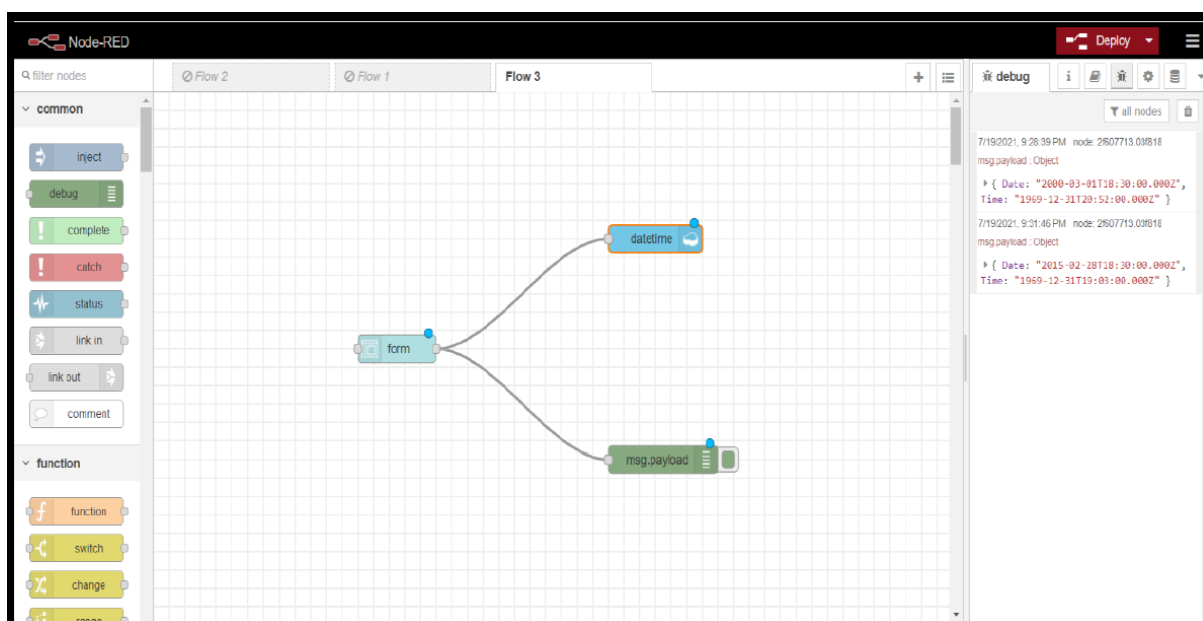 Node-RED
Deploy
filter nodes
Flow 2
Flow 1
Flow 3
debug
i
all nodes
common
inject
debug
complete
catch
status
link in
link out
comment
function
function
switch
change
range
datetime
form
msg.payload
7/19/2021, 9:28:39 PM node: 2f607713.03f818
msg.payload : Object
{ Date: "2000-03-01T18:30:00.000Z",
Time: "1969-12-31T20:52:00.000Z" }
7/19/2021, 9:31:46 PM node: 2f607713.03f818
msg.payload : Object
{ Date: "2015-02-28T18:30:00.000Z",
Time: "1969-12-31T19:03:00.000Z" }